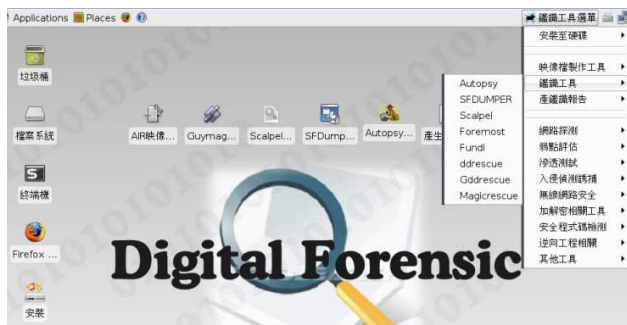 Applications Places 鑑識工具選單
垃圾桶
檔案系統
終端機
Firefox ...
安裝
AIR映像... Guymag... Scalpel... SFDump... Autopsy... 產生
Digital Forensic
Autopsy
SFDUMPER
Scalpel
Foremost
Fundl
ddrescue
Gddrescue
Magicrescue
安裝至硬碟
映像檔製作工具
鑑識工具
產鑑識報告
網路探測
弱點評估
滲透測試
入侵偵測誘捕
無線網路安全
加解密相關工具
安全程式碼檢測
逆向工程相關
其他工具